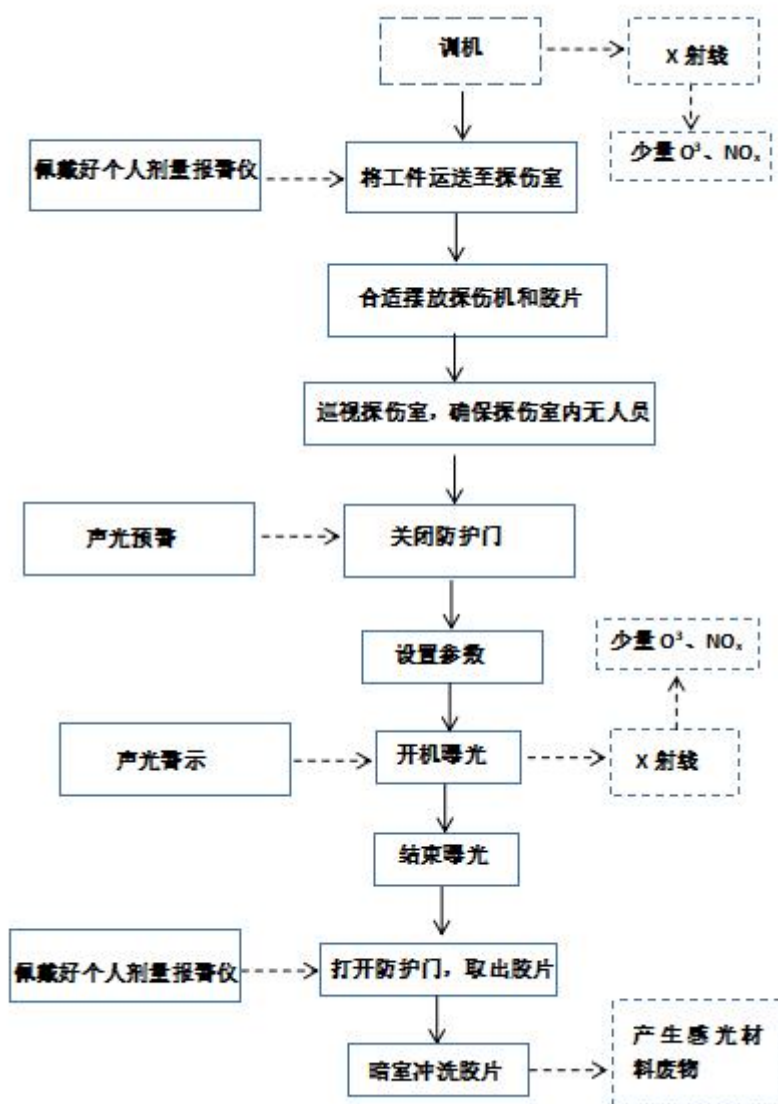 训机
X 射线
少量 O³、NOₓ
佩戴好个人剂量报警仪
将工件运送至探伤室
合适摆放探伤机和胶片
巡视探伤室，确保探伤室内无人员
声光预警
关闭防护门
少量 O³、NOₓ
设置参数
声光警示
开机曝光
X 射线
结束曝光
佩戴好个人剂量报警仪
打开防护门，取出胶片
产生感光材
料废物
暗室冲洗胶片